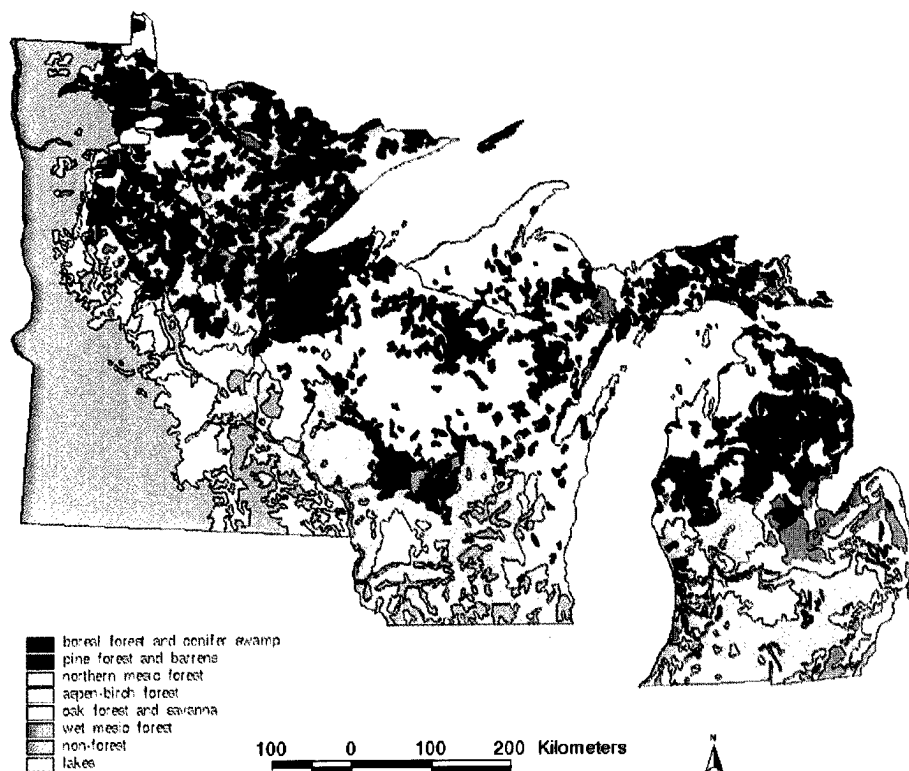 boreal forest and conifer swamp
pine forest and barrens
northern mesic forest
aspen-birch forest
oak forest and savanna
wet mesic forest
non-forest
lakes
100 0 100 200 Kilometers
N